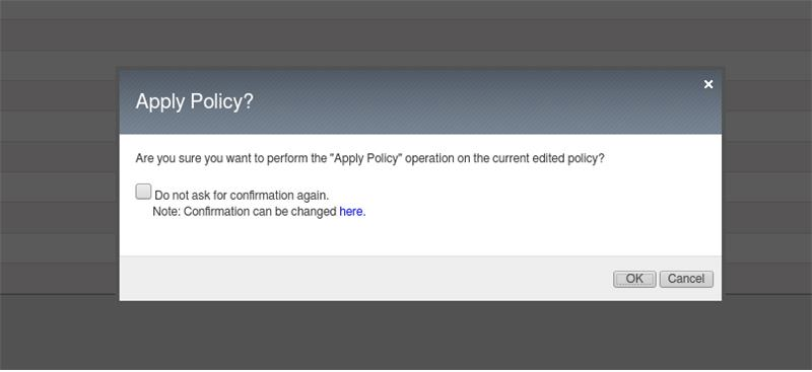 Apply Policy?
Are you sure you want to perform the "Apply Policy" operation on the current edited policy?
Do not ask for confirmation again.
Note: Confirmation can be changed here.
OK Cancel